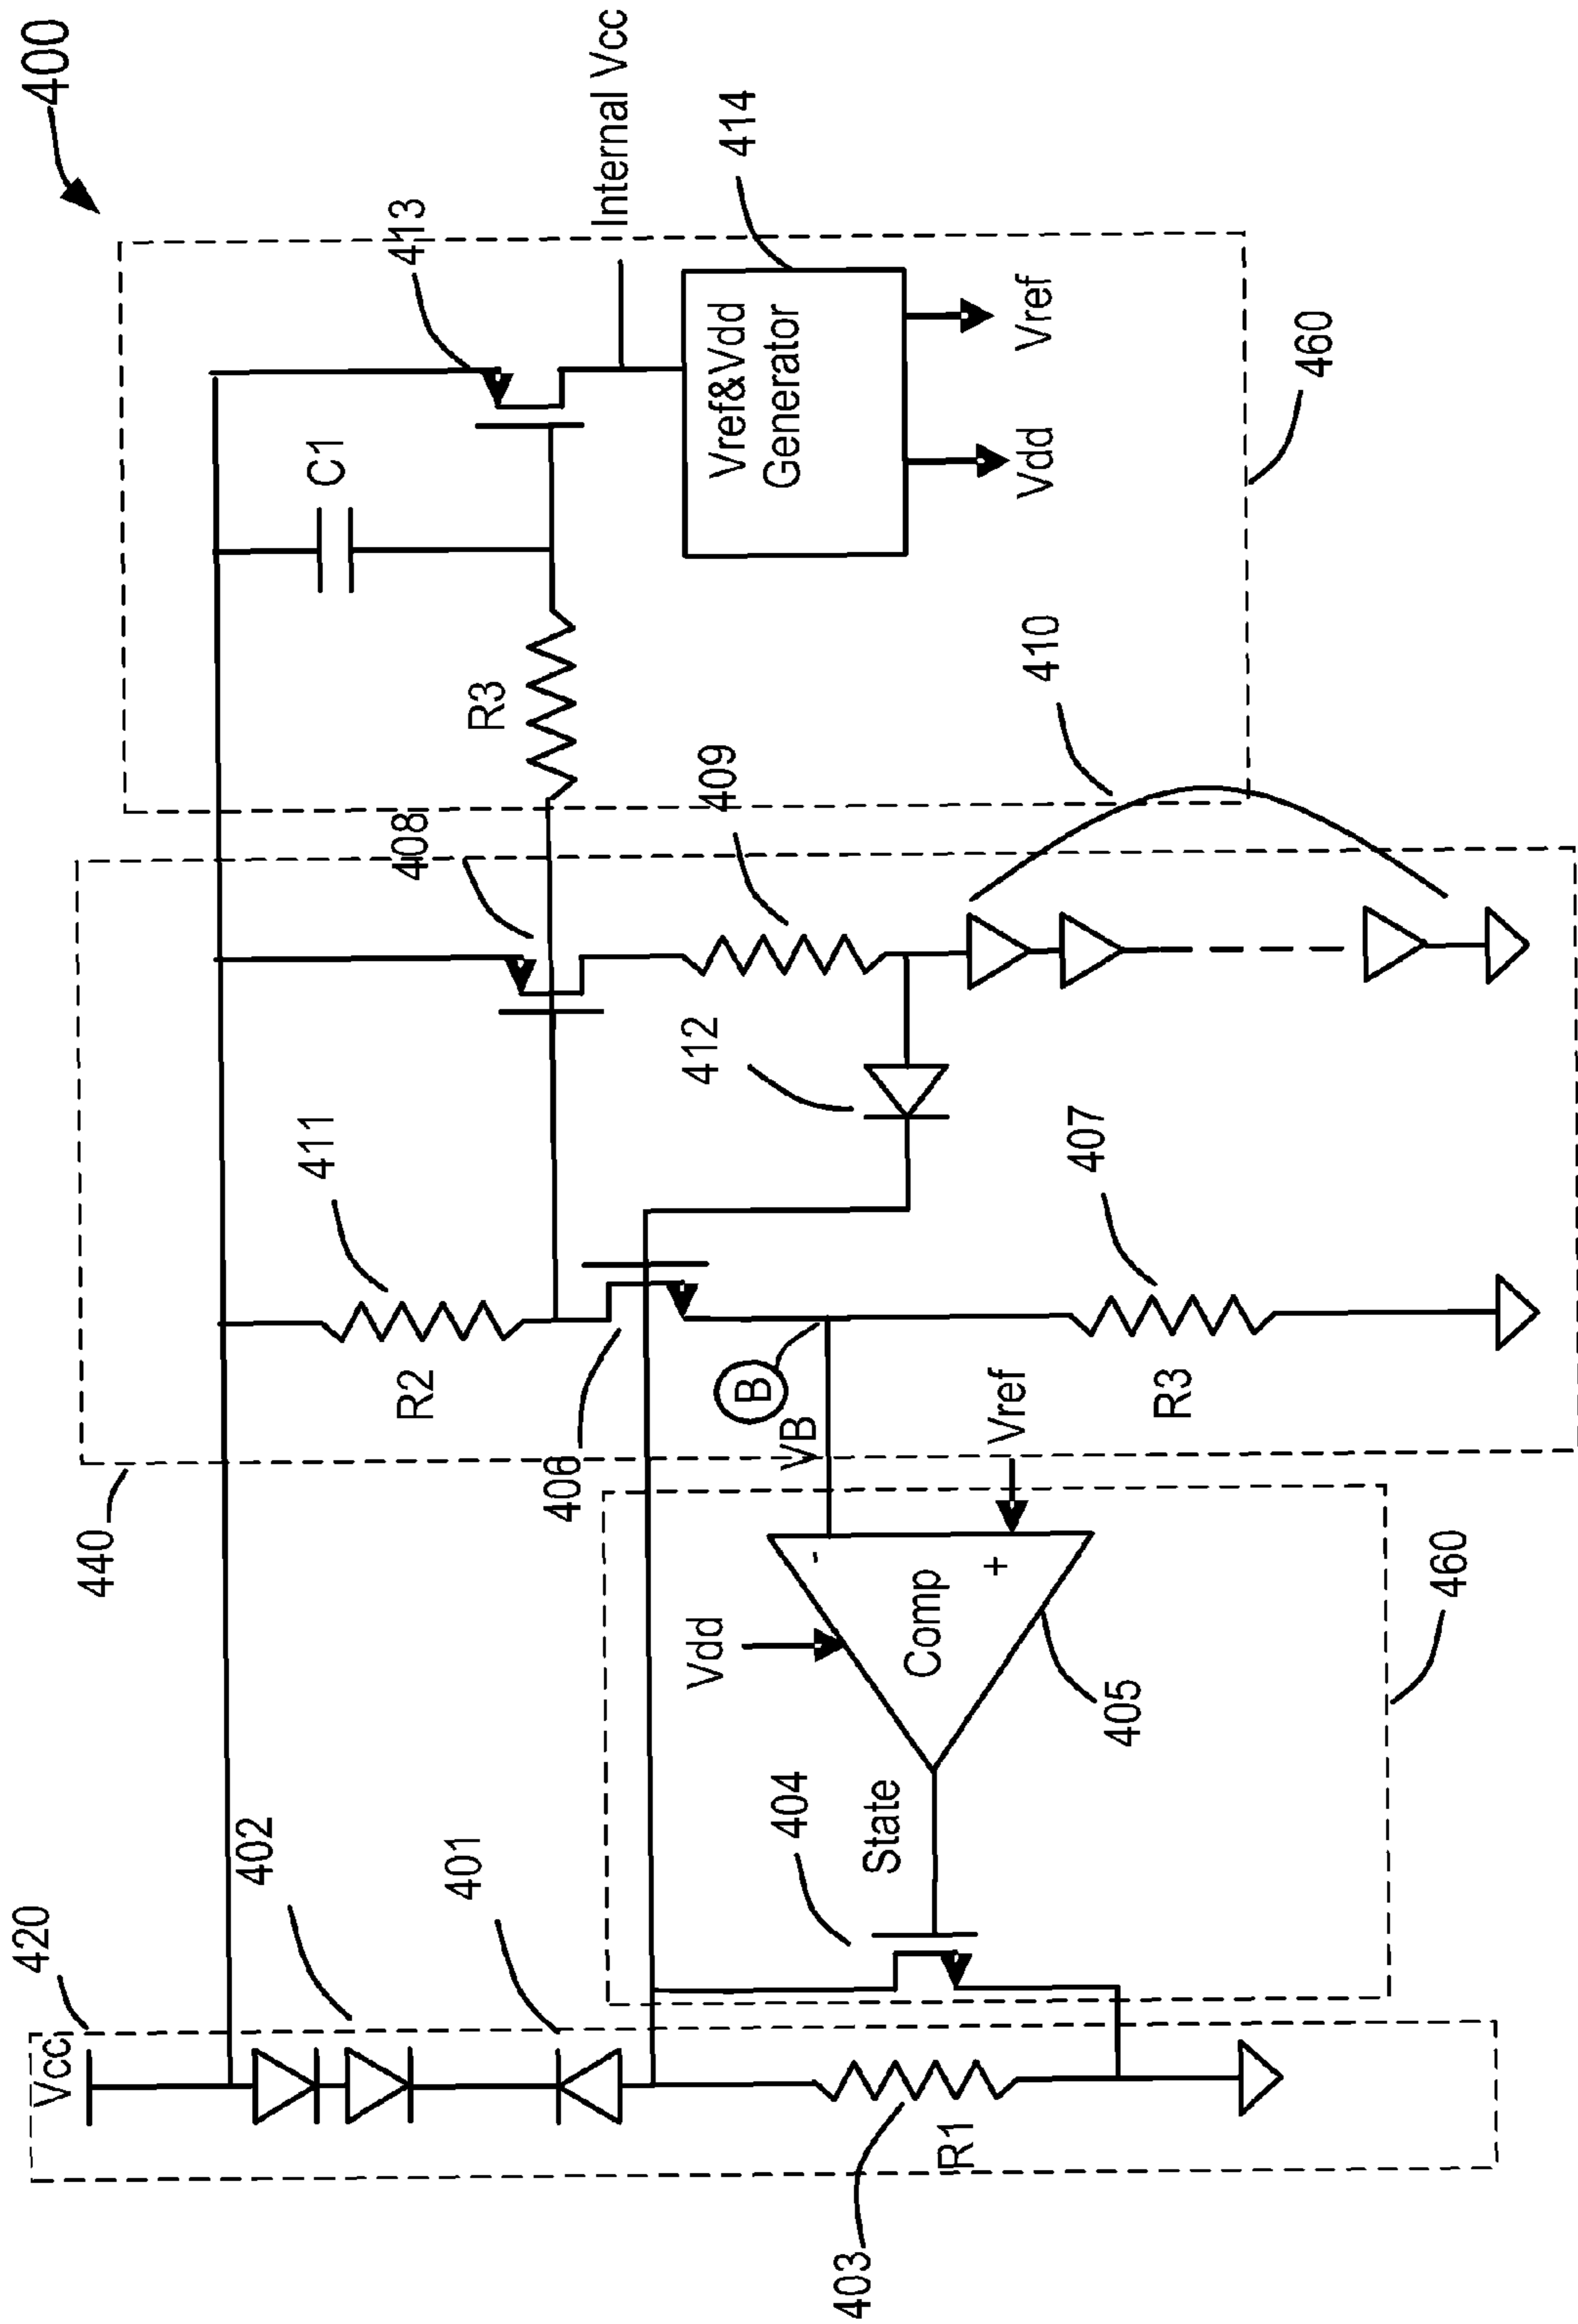 400
Vcc
420
402
401
403
R1
404
State
Vdd
Comp
-
+
405
460
440
406
VB
B
Vref
R2
411
R3
407
412
408
409
410
R3
C1
413
Internal Vcc
414
Vref&Vdd
Generator
Vdd
Vref
460